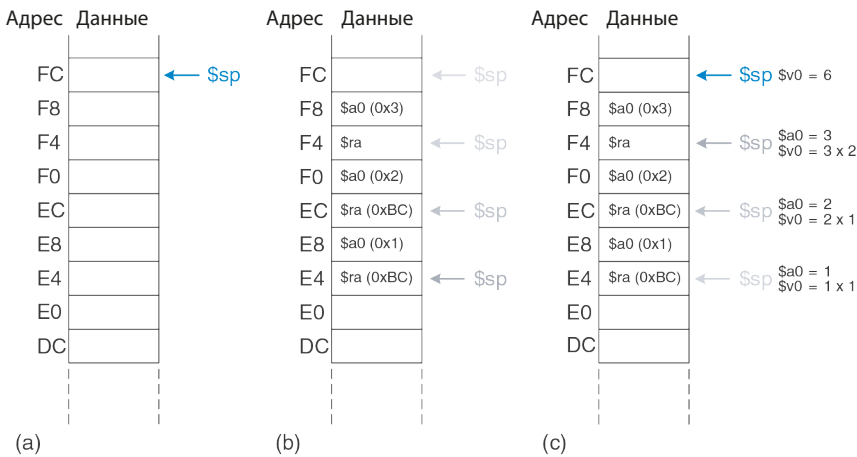 Адрес Данные
FC
$sp
F8
F4
F0
EC
E8
E4
E0
DC
(a)
Адрес Данные
FC
$sp
F8 $a0 (0x3)
F4 $ra
$sp
F0 $a0 (0x2)
EC $ra (0xBC)
$sp
E8 $a0 (0x1)
E4 $ra (0xBC)
$sp
E0
DC
(b)
Адрес Данные
FC
$sp $v0 = 6
F8 $a0 (0x3)
F4 $ra
$sp $a0 = 3
$v0 = 3 x 2
F0 $a0 (0x2)
EC $ra (0xBC)
$sp $a0 = 2
$v0 = 2 x 1
E8 $a0 (0x1)
E4 $ra (0xBC)
$sp $a0 = 1
$v0 = 1 x 1
E0
DC
(c)